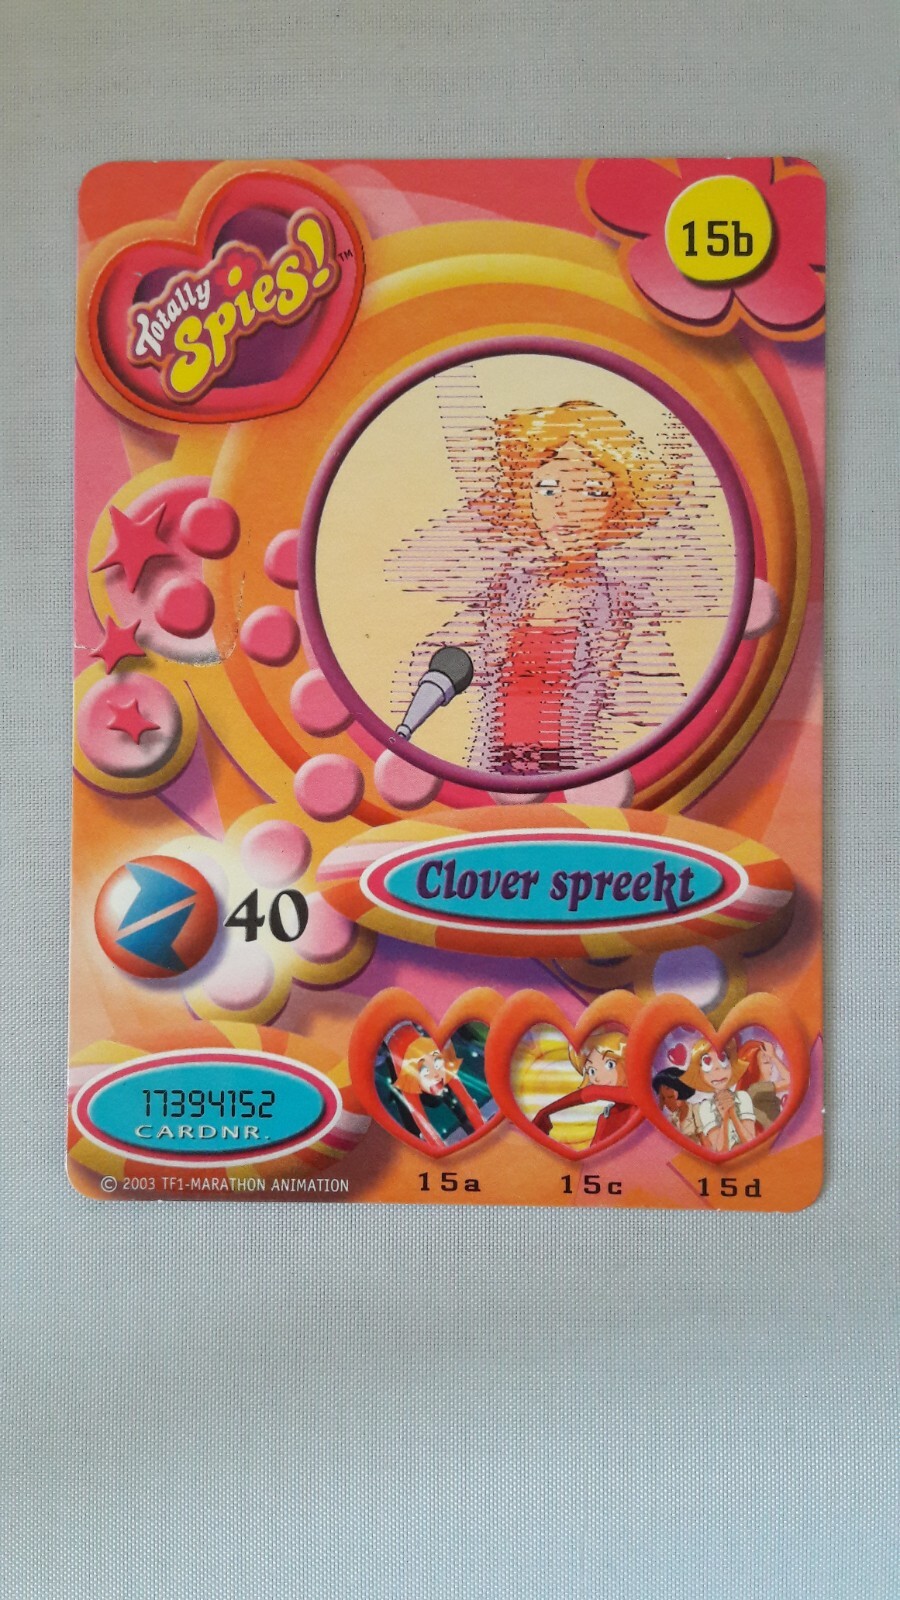 Totally
Spies!
TM
15b
Clover spreekt
40
17394152
CARDNR.
© 2003 TF1-MARATHON ANIMATION
15a
15c
15d